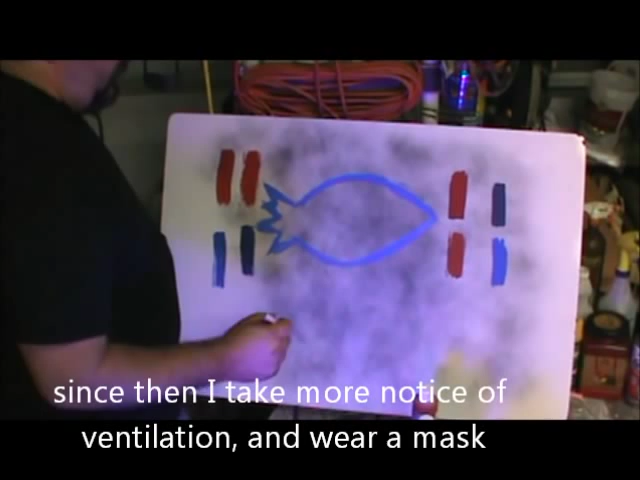 since then I take more notice of
ventilation, and wear a mask